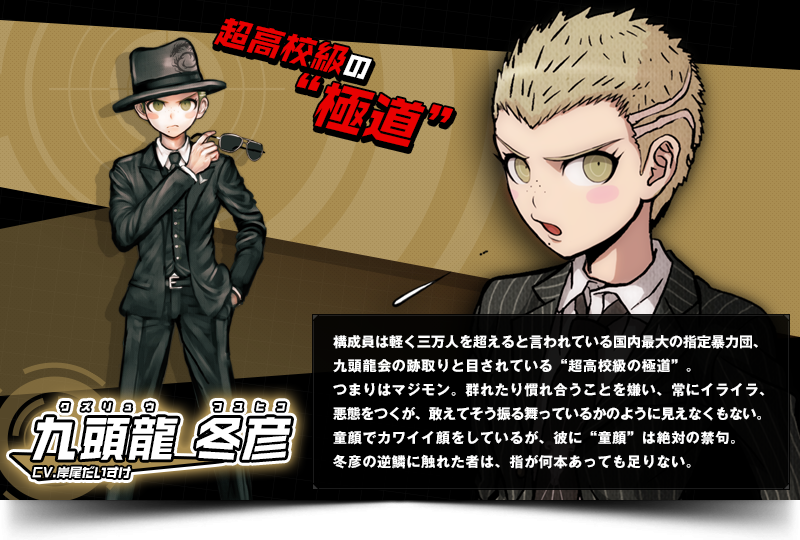 超高校級の
“極道”
構成員は軽く三万人を超えると言われている国内最大の指定暴力団、
九頭龍会の跡取りと目されている“超高校級の極道”。
つまりはマジモン。群れたり慣れ合うことを嫌い、常にイライラ、
悪態をつくが、敢えてそう振る舞っているかのように見えなくもない。
童顔でカワイイ顔をしているが、彼に“童顔”は絶対の禁句。
冬彦の逆鱗に触れた者は、指が何本あっても足りない。
クズリュウ フユヒコ
九頭龍 冬彦
CV.岸尾だいすけ